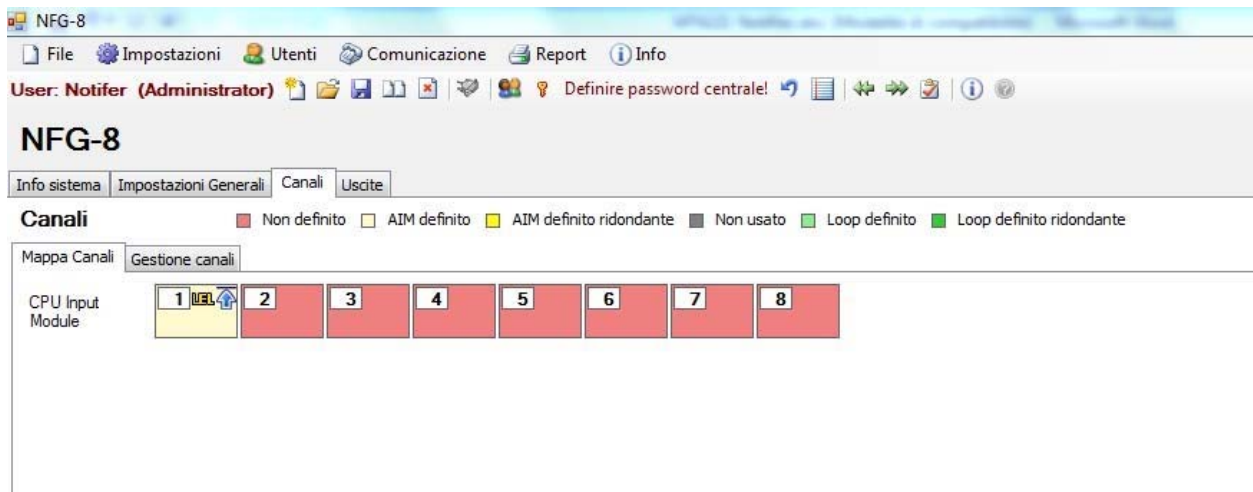 NFG-8
File Impostazioni Utenti Comunicazione Report Info
User: Notifer (Administrator) Definire password centrale!
NFG-8
Info sistema Impostazioni Generali Canali Uscite
Canali Non definito AIM definito AIM definito ridondante Non usato Loop definito Loop definito ridondante
Mappa Canali Gestione canali
CPU Input Module 1 UEL 2 3 4 5 6 7 8